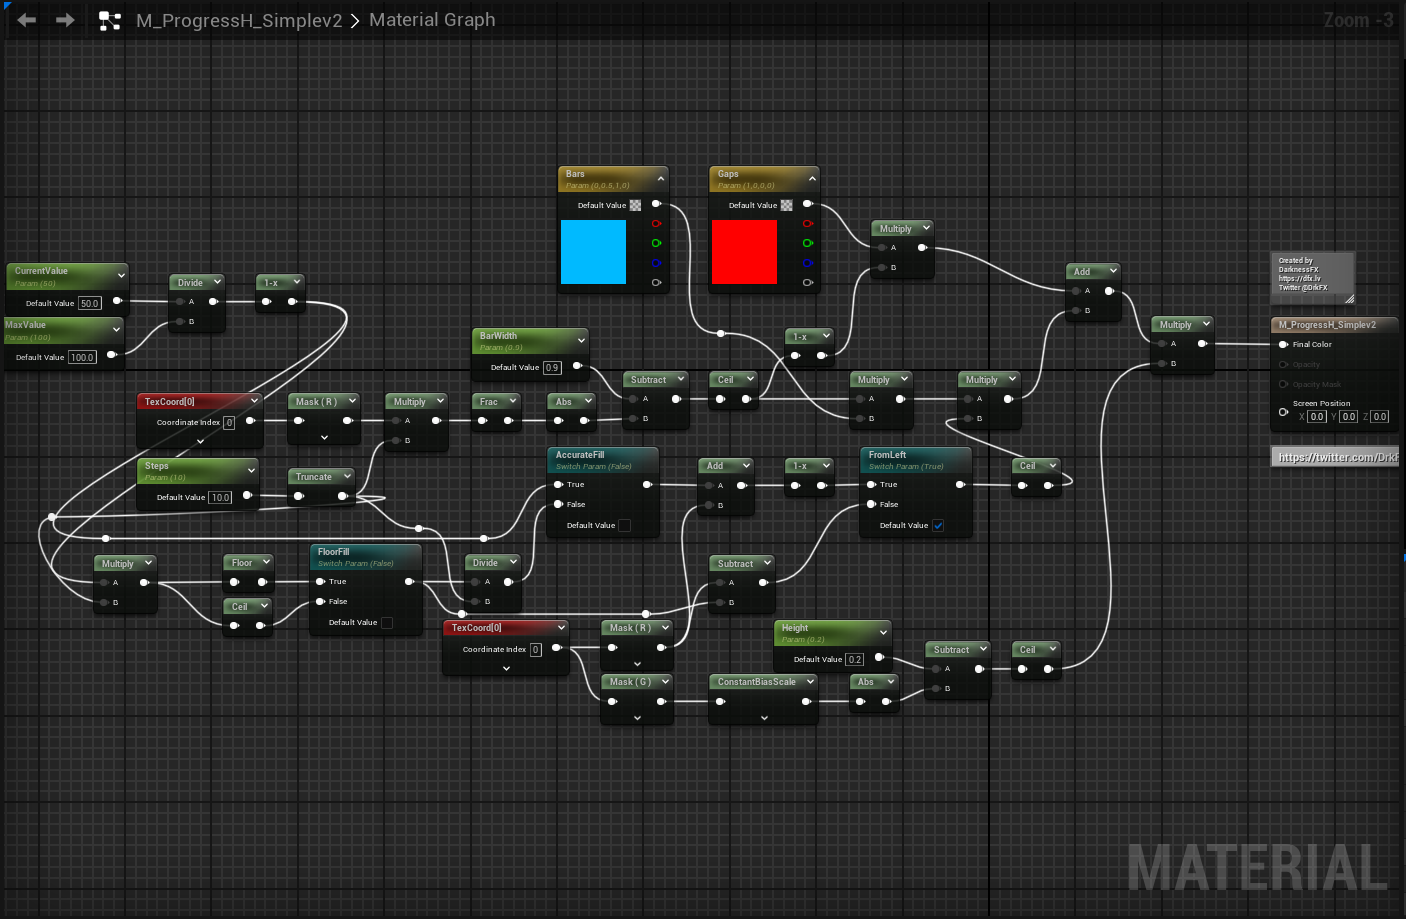 M_ProgressH_Simplev2 > Material Graph
Zoom -3
Bars
Param (0,0.5,1,0)
Default Value
Gaps
Param (1,0,0,0)
Default Value
Multiply
A
B
CurrentValue
Param (50)
Default Value 50.0
MaxValue
Param (100)
Default Value 100.0
Divide
A
B
1-x
Add
A
B
Created by
DarknessFX
https://dfx.lv
Twitter @DrkFX
Multiply
A
B
M_ProgressH_Simplev2
Final Color
Opacity
Opacity Mask
Screen Position
X 0.0 Y 0.0 Z 0.0
https://twitter.com/DrkF
BarWidth
Default Value 0.9
1-x
Subtract
A
B
Ceil
Multiply
A
B
Multiply
A
B
TexCoord[0]
Coordinate Index 0
Mask ( R )
Multiply
A
B
Frac
Abs
Steps
Param (10)
Default Value 10.0
Truncate
AccurateFill
Switch Param (False)
True
False
Default Value
Add
A
B
1-x
FromLeft
Switch Param (True)
True
False
Default Value
Ceil
Multiply
A
B
Floor
Ceil
FloorFill
Switch Param (False)
True
False
Default Value
Divide
A
B
Subtract
A
B
TexCoord[0]
Coordinate Index 0
Mask ( R )
Mask ( G )
ConstantBiasScale
Height
Param (0.2)
Default Value 0.2
Abs
Subtract
A
B
Ceil
MATERIAL